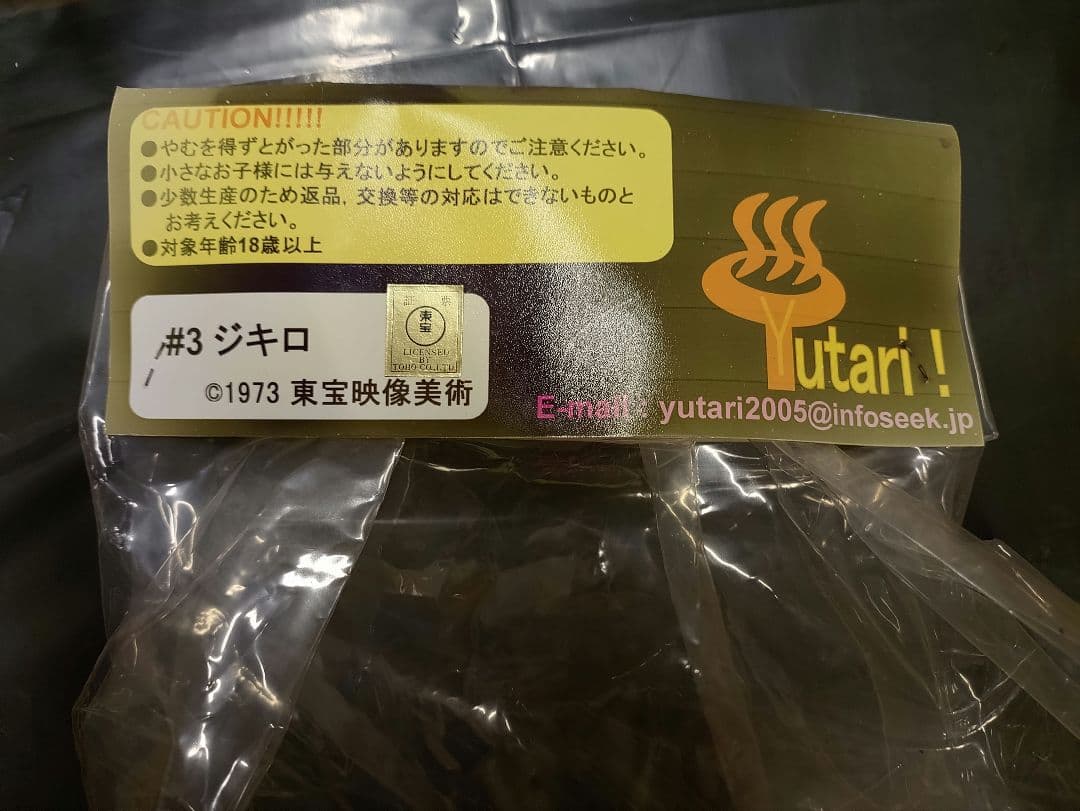 CAUTION!!!!!
●やむを得ずとがった部分がありますのでご注意ください。
●小さなお子様には与えないようにしてください。
●少数生産のため返品，交換等の対応はできないものと
お考えください。
●対象年齢18歳以上
#3 ジキロ
証 票
東宝
LICENSED
BY
TOHO CO.,LTD.
©1973 東宝映像美術
Yutari !
E-mail : yutari2005@infoseek.jp